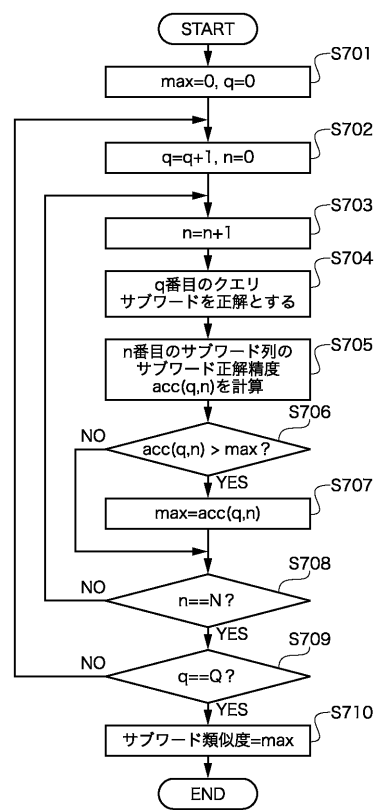 START
S701
max=0, q=0
S702
q=q+1, n=0
S703
n=n+1
S704
q番目のクエリ
サブワードを正解とする
S705
n番目のサブワード列の
サブワード正解精度
acc(q,n)を計算
S706
NO
acc(q,n) > max?
YES
S707
max=acc(q,n)
S708
NO
n==N?
YES
S709
NO
q==Q?
YES
S710
サブワード類似度=max
END